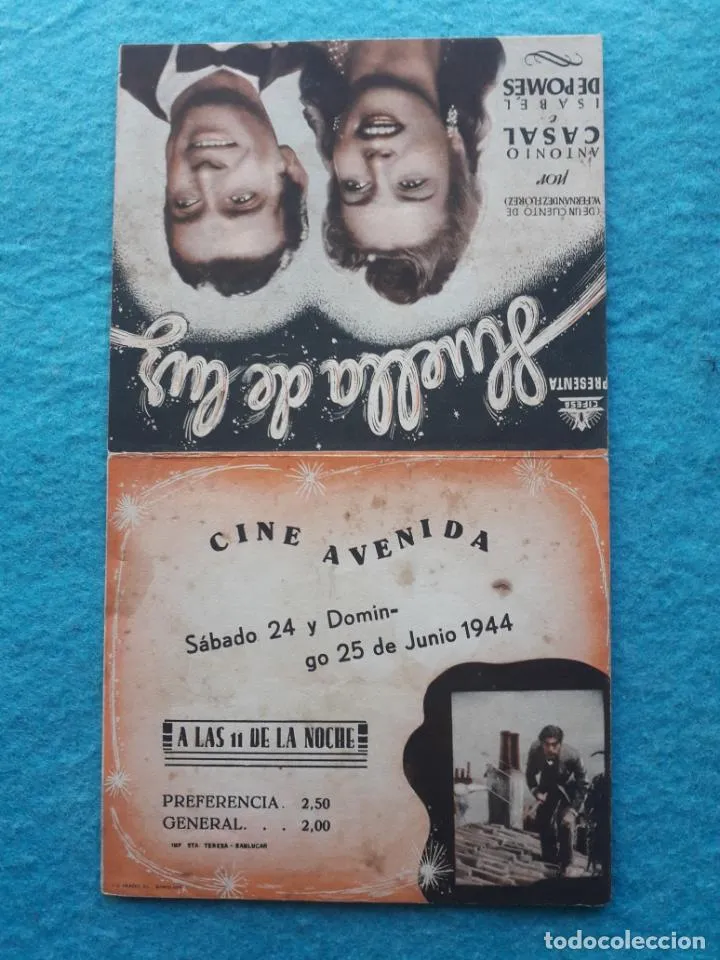 CIFESA
PRESENTA
Huella de luz
(DE UN CUENTO DE
W. FERNANDEZ FLOREZ)
por
ANTONIO
CASAL
e
ISABEL
DE POMÉS
CINE AVENIDA
Sábado 24 y Domin-
go 25 de Junio 1944
A LAS 11 DE LA NOCHE
PREFERENCIA. 2,50
GENERAL. . . 2,00
IMP STA. TERESA - SANLUCAR
todocoleccion